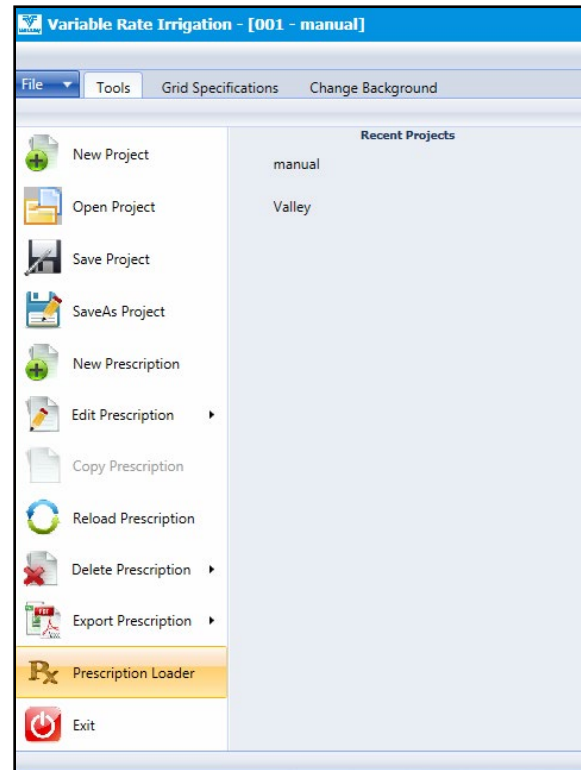 Variable Rate Irrigation - [001 - manual]
File Tools Grid Specifications Change Background
Recent Projects
New Project
manual
Open Project
Valley
Save Project
SaveAs Project
New Prescription
Edit Prescription
Copy Prescription
Reload Prescription
Delete Prescription
Export Prescription
Rx Prescription Loader
Exit